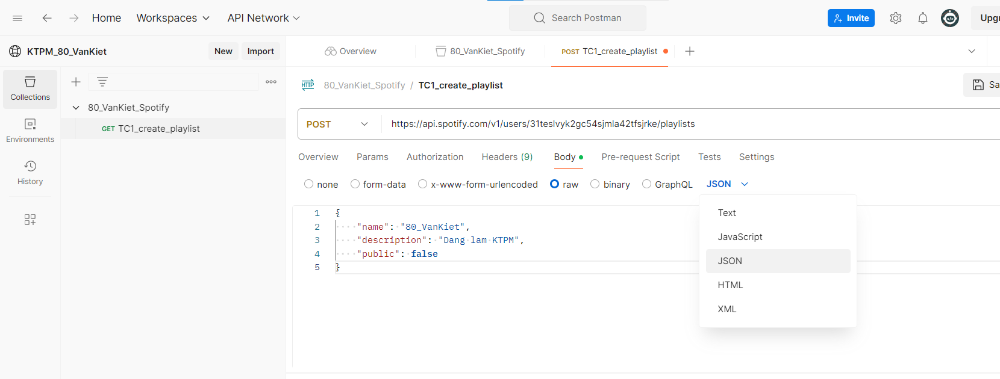 Home Workspaces API Network Search Postman Invite
KTPM_80_VanKiet New Import Overview 80_VanKiet_Spotify POST TC1_create_playlist
Collections
80_VanKiet_Spotify
GET TC1_create_playlist
Environments
History
HTTP 80_VanKiet_Spotify / TC1_create_playlist
POST https://api.spotify.com/v1/users/31teslvyk2gc54sjmla42tfsjrke/playlists
Overview Params Authorization Headers (9) Body Pre-request Script Tests Settings
none form-data x-www-form-urlencoded raw binary GraphQL JSON
1 {
2 "name": "80_VanKiet",
3 "description": "Dang lam KTPM",
4 "public": false
5 }
Text
JavaScript
JSON
HTML
XML